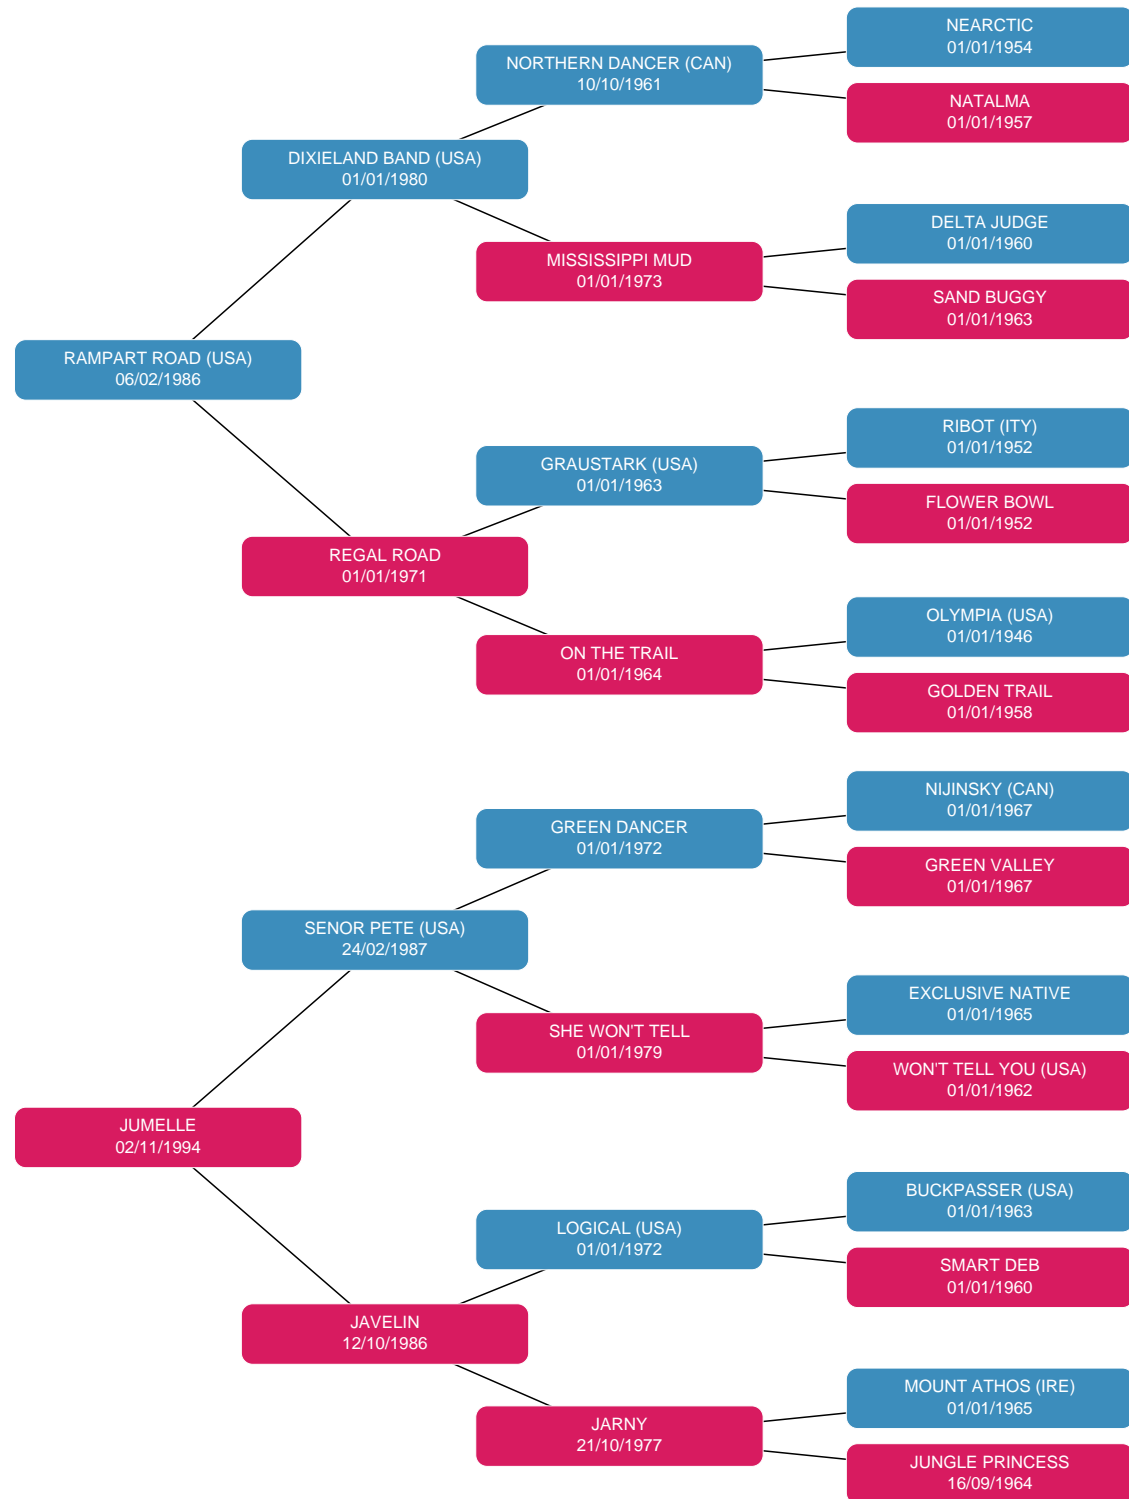 NEARCTIC
01/01/1954
NORTHERN DANCER (CAN)
10/10/1961
NATALMA
01/01/1957
DIXIELAND BAND (USA)
01/01/1980
DELTA JUDGE
01/01/1960
MISSISSIPPI MUD
01/01/1973
SAND BUGGY
01/01/1963
RAMPART ROAD (USA)
06/02/1986
RIBOT (ITY)
01/01/1952
GRAUSTARK (USA)
01/01/1963
FLOWER BOWL
01/01/1952
REGAL ROAD
01/01/1971
OLYMPIA (USA)
01/01/1946
ON THE TRAIL
01/01/1964
GOLDEN TRAIL
01/01/1958
NIJINSKY (CAN)
01/01/1967
GREEN DANCER
01/01/1972
GREEN VALLEY
01/01/1967
SENOR PETE (USA)
24/02/1987
EXCLUSIVE NATIVE
01/01/1965
SHE WON'T TELL
01/01/1979
WON'T TELL YOU (USA)
01/01/1962
JUMELLE
02/11/1994
BUCKPASSER (USA)
01/01/1963
LOGICAL (USA)
01/01/1972
SMART DEB
01/01/1960
JAVELIN
12/10/1986
MOUNT ATHOS (IRE)
01/01/1965
JARNY
21/10/1977
JUNGLE PRINCESS
16/09/1964